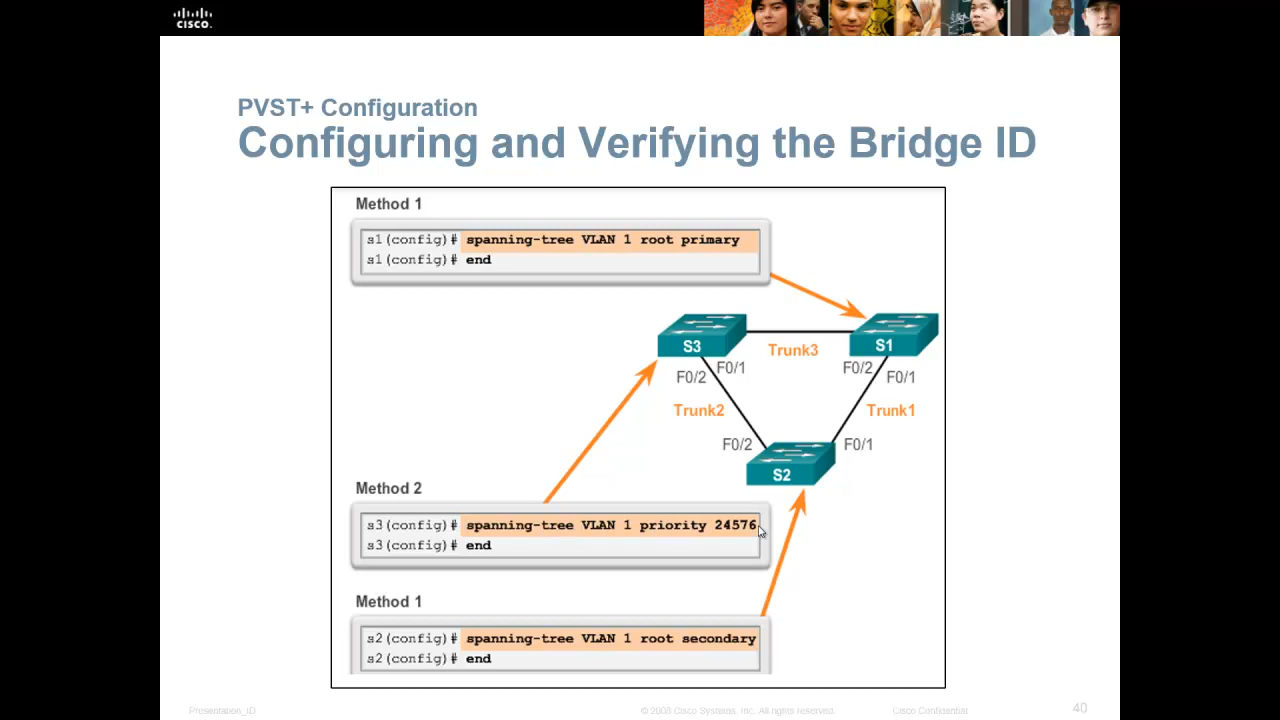 CISCO.
PVST+ Configuration
Configuring and Verifying the Bridge ID
Method 1
s1(config)# spanning-tree VLAN 1 root primary
s1(config)# end
S3
S1
Trunk3
F0/1
F0/2
F0/2
F0/1
Trunk2
Trunk1
F0/2
F0/1
S2
Method 2
s3(config)# spanning-tree VLAN 1 priority 24576
s3(config)# end
Method 1
s2(config)# spanning-tree VLAN 1 root secondary
s2(config)# end
Presentation_ID
© 2008 Cisco Systems, Inc. All rights reserved.
Cisco Confidential
40